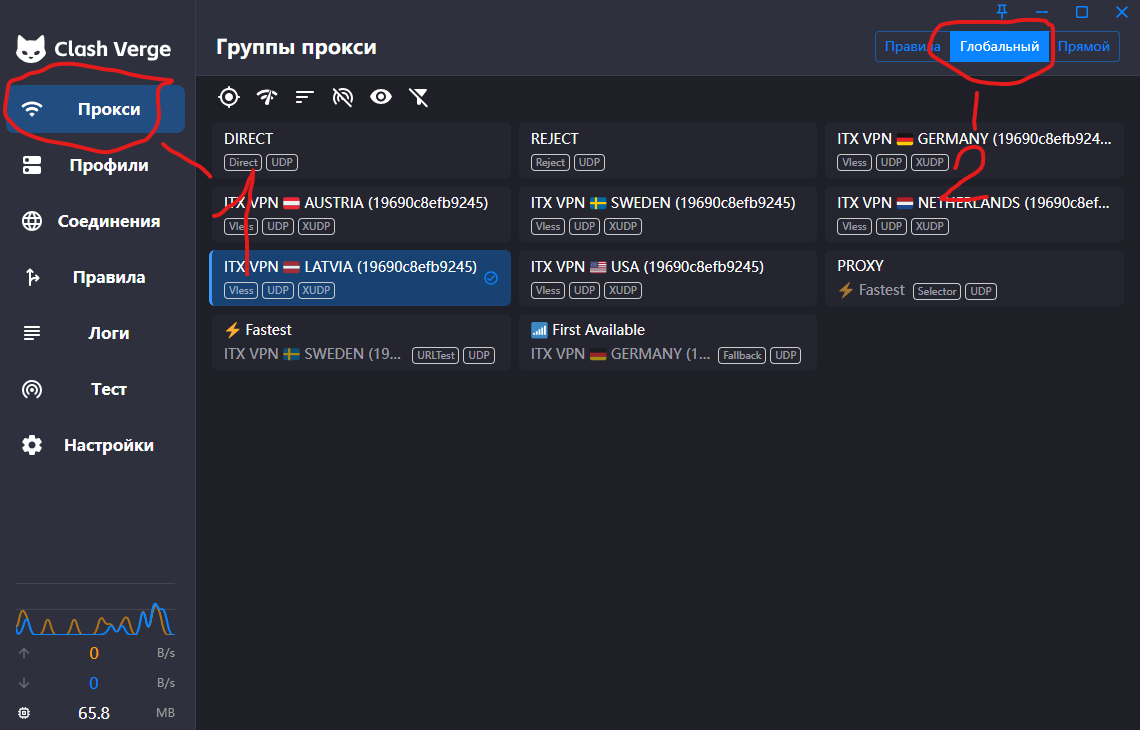 Clash Verge
Группы прокси
Правила Глобальный Прямой
Прокси
Профили
Соединения
Правила
Логи
Тест
Настройки
0 B/s
0 B/s
65.8 MB
DIRECT
Direct UDP
REJECT
Reject UDP
ITX VPN 🇩🇪 GERMANY (19690c8efb924...
Vless UDP XUDP
ITX VPN 🇦🇹 AUSTRIA (19690c8efb9245)
Vless UDP XUDP
ITX VPN 🇸🇪 SWEDEN (19690c8efb9245)
Vless UDP XUDP
ITX VPN 🇳🇱 NETHERLANDS (19690c8ef...
Vless UDP XUDP
ITX VPN 🇱🇻 LATVIA (19690c8efb9245)
Vless UDP XUDP
ITX VPN 🇺🇸 USA (19690c8efb9245)
Vless UDP XUDP
PROXY
⚡ Fastest Selector UDP
⚡ Fastest
ITX VPN 🇸🇪 SWEDEN (19... URLTest UDP
📶 First Available
ITX VPN 🇩🇪 GERMANY (1... Fallback UDP
1
2